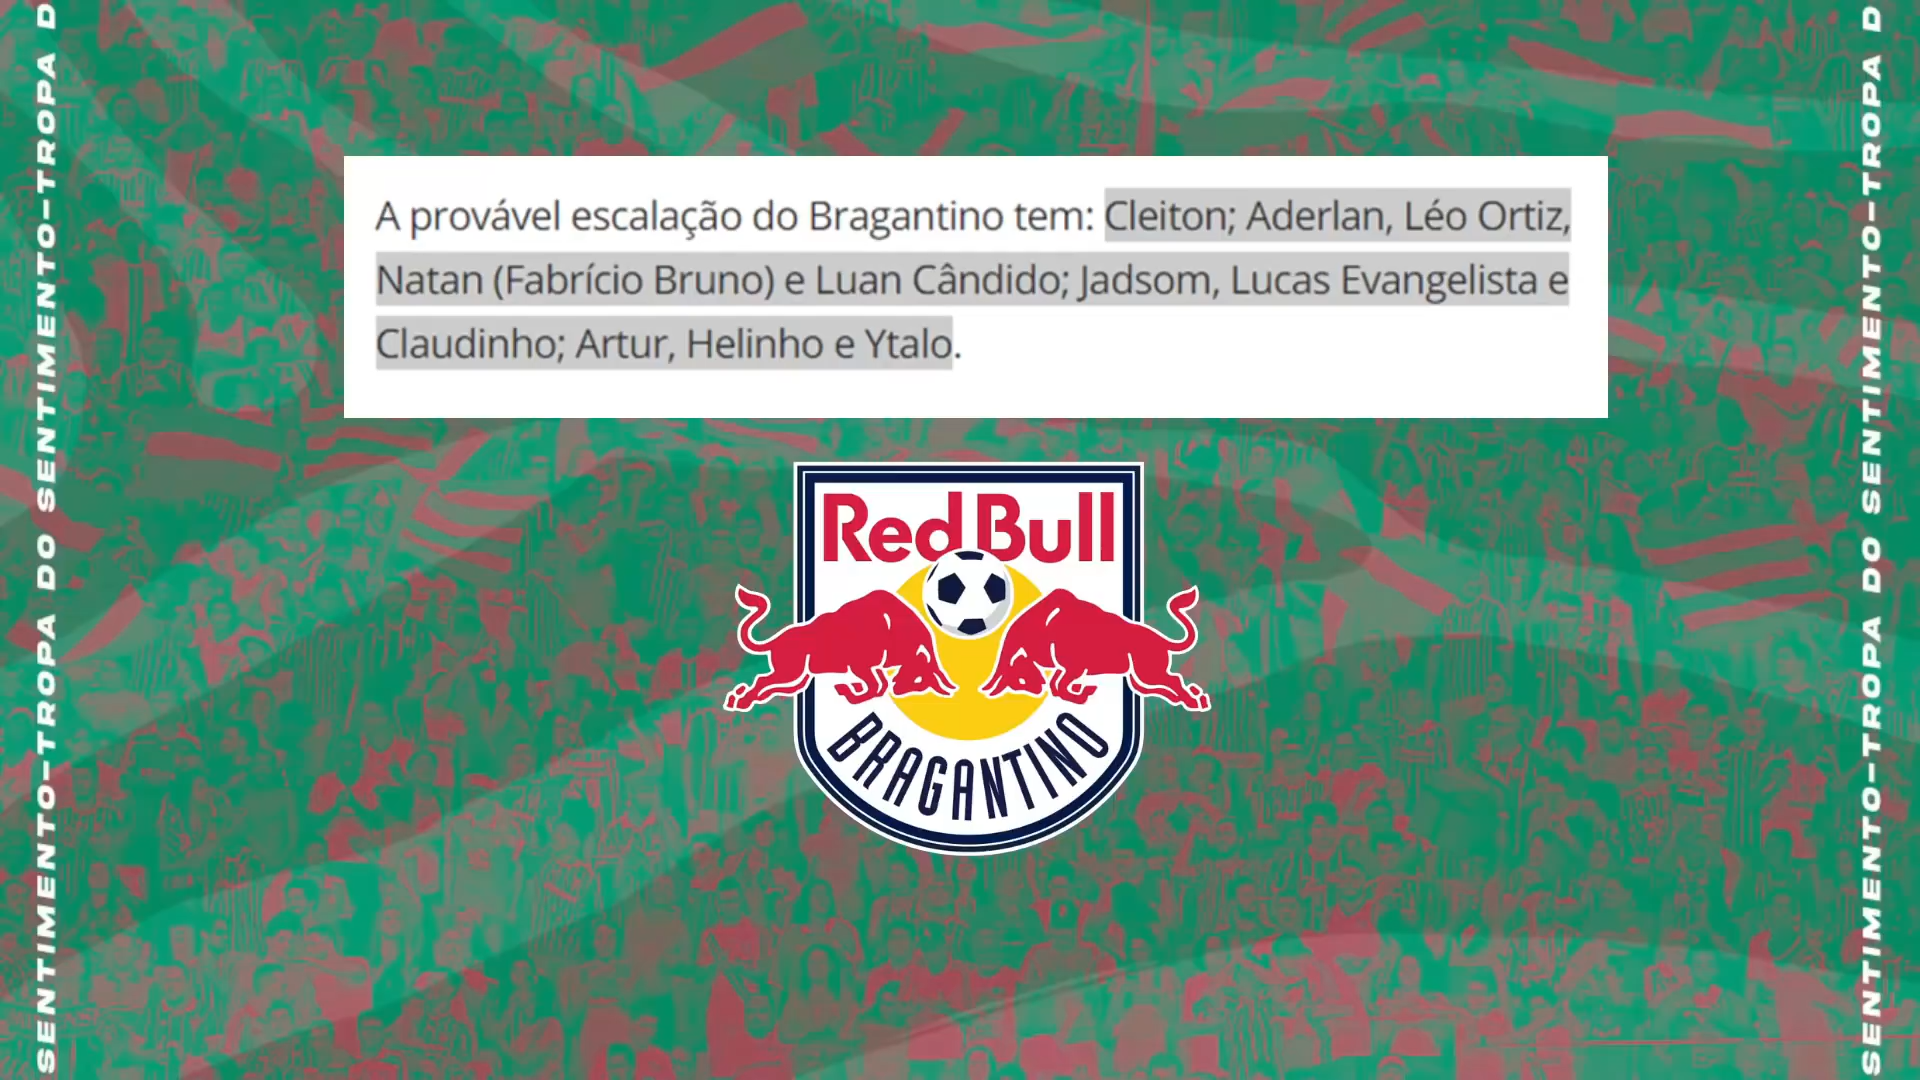 A provável escalação do Bragantino tem: Cleiton; Aderlan, Léo Ortiz,
Natan (Fabrício Bruno) e Luan Cândido; Jadsom, Lucas Evangelista e
Claudinho; Artur, Helinho e Ytalo.
Red Bull
BRAGANTINO
SENTIMENTO-TROPA DO SENTIMENTO-TROPA D
SENTIMENTO-TROPA DO SENTIMENTO-TROPA D